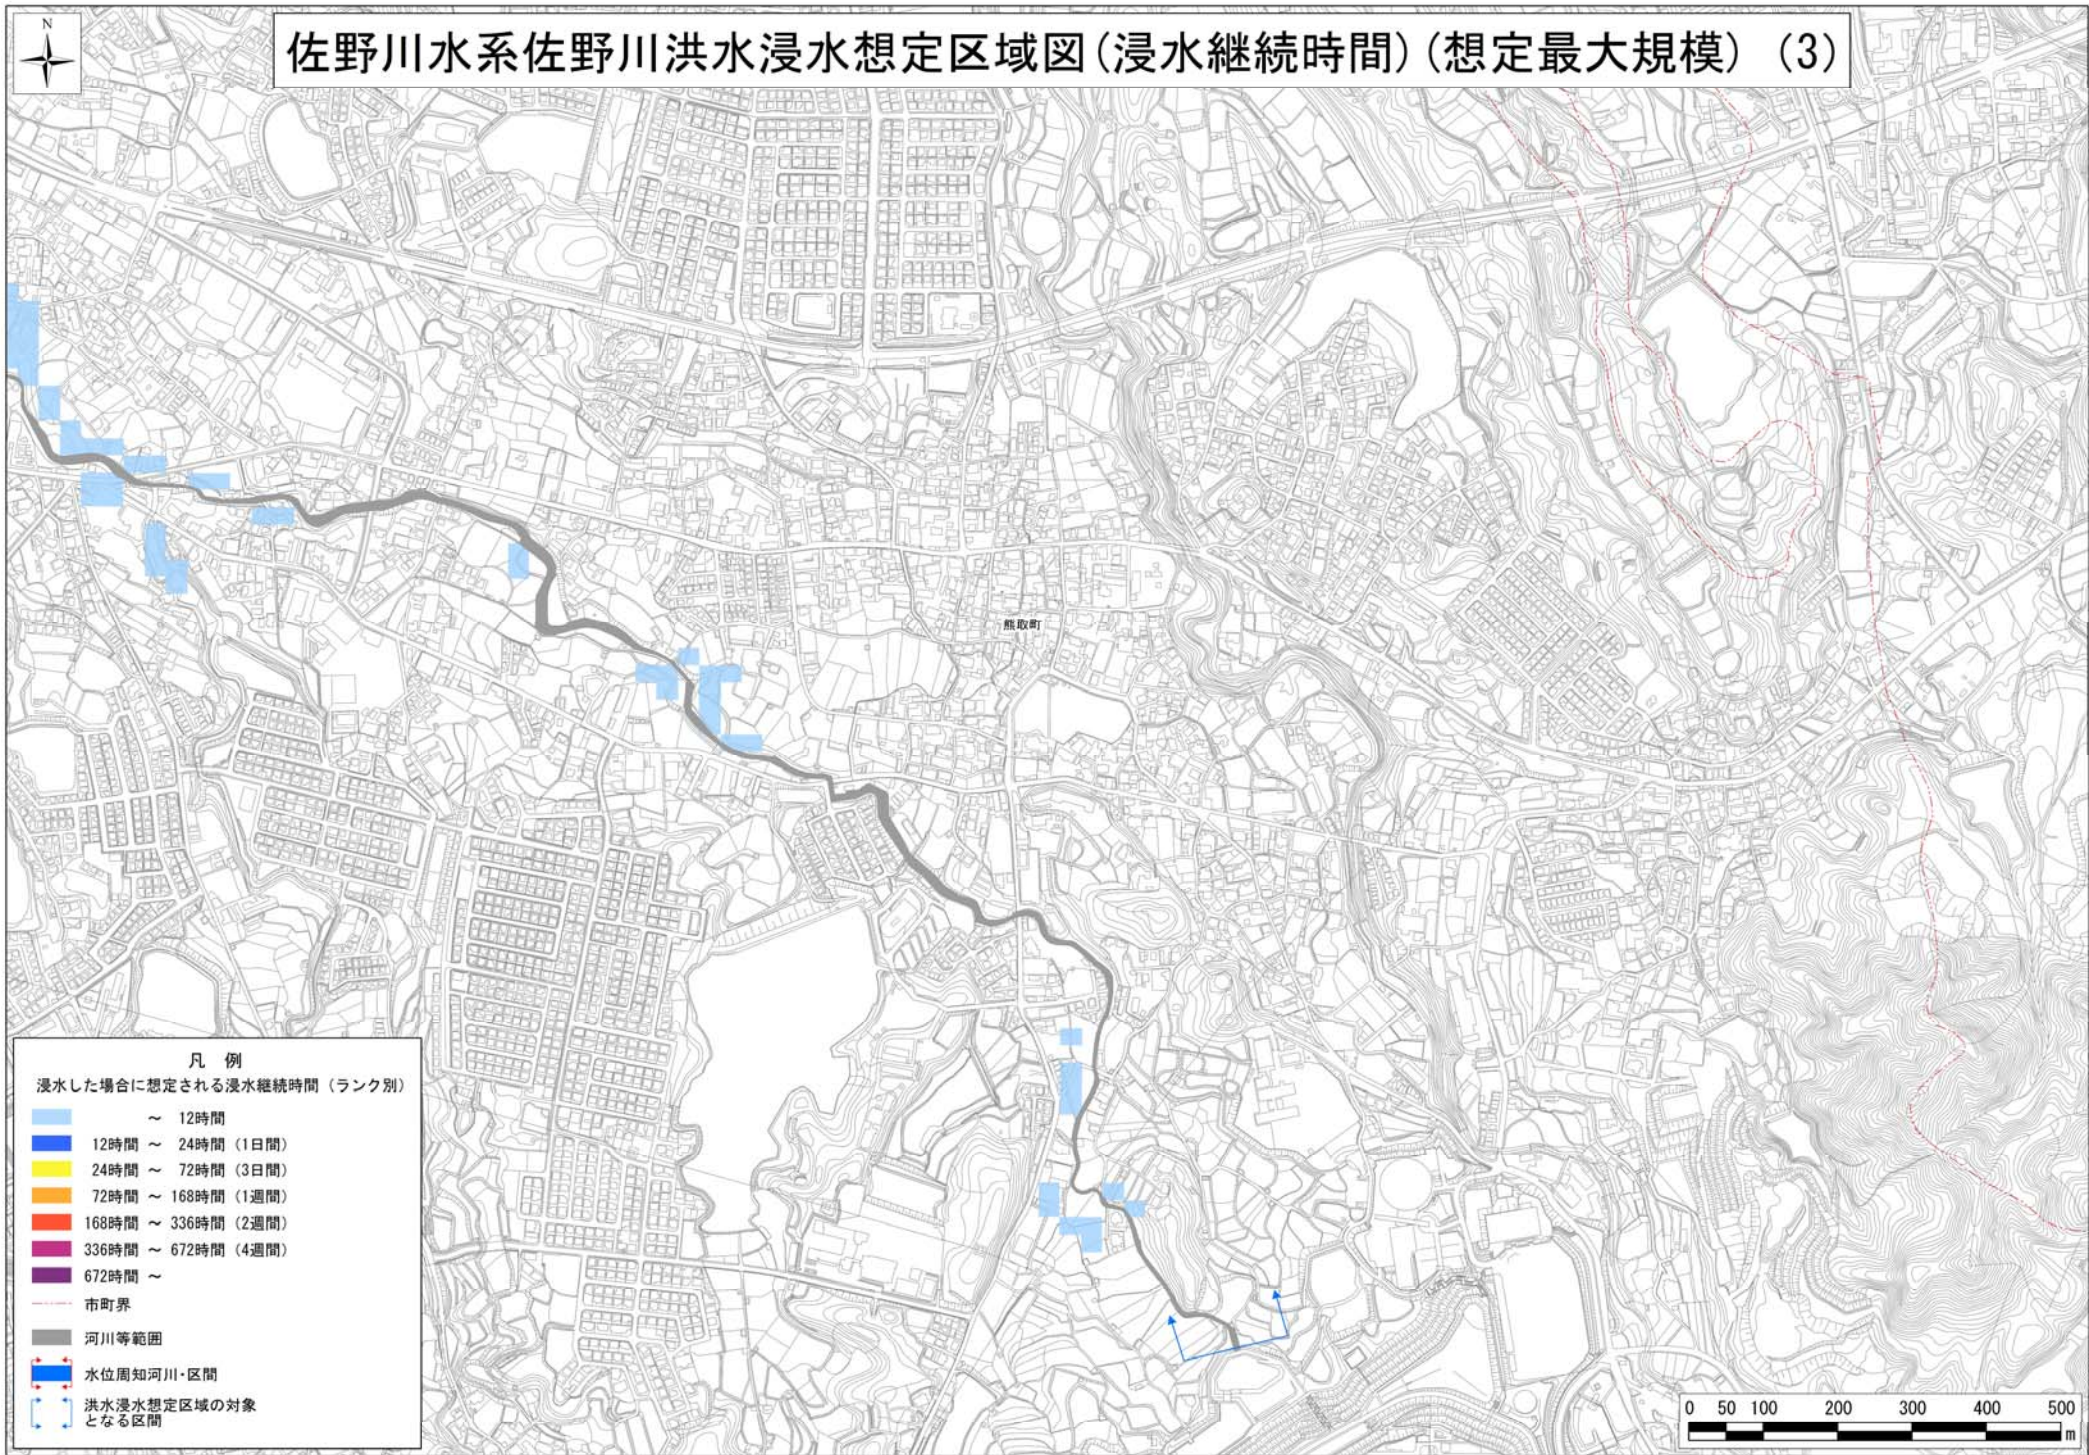 N
佐野川水系佐野川洪水浸水想定区域図(浸水継続時間)(想定最大規模) (3)
熊取町
凡 例
浸水した場合に想定される浸水継続時間(ランク別)
～ 12時間
12時間 ～ 24時間(1日間)
24時間 ～ 72時間(3日間)
72時間 ～ 168時間(1週間)
168時間 ～ 336時間(2週間)
336時間 ～ 672時間(4週間)
672時間 ～
市町界
河川等範囲
水位周知河川・区間
洪水浸水想定区域の対象
となる区間
0 50 100 200 300 400 500
m